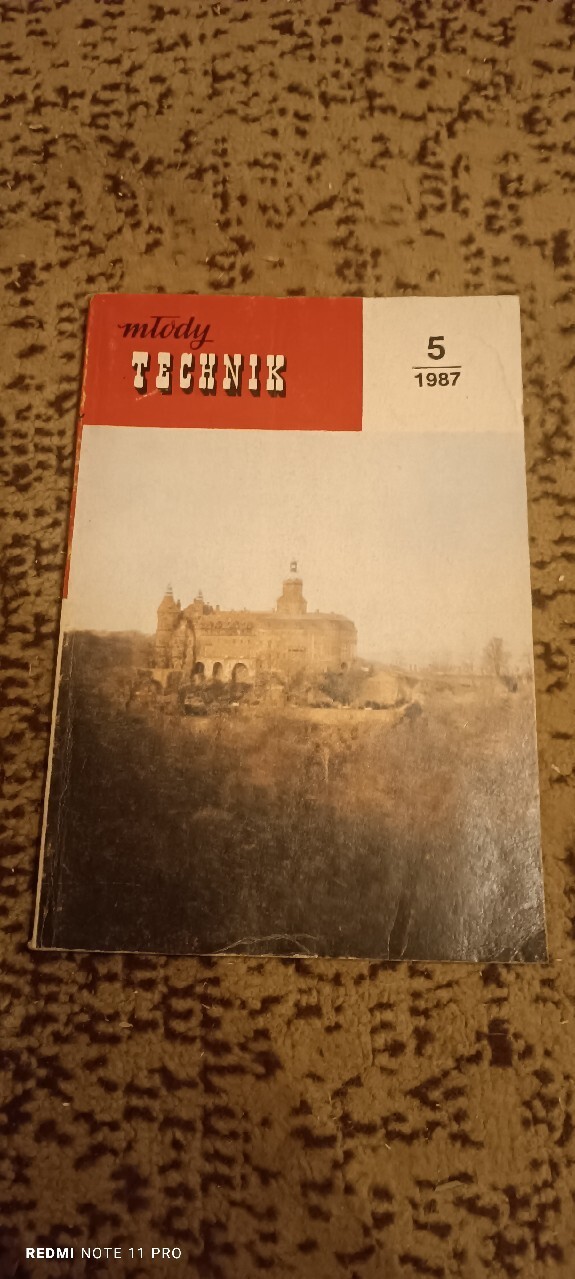 młody
TECHNIK
5
1987
REDMI NOTE 11 PRO